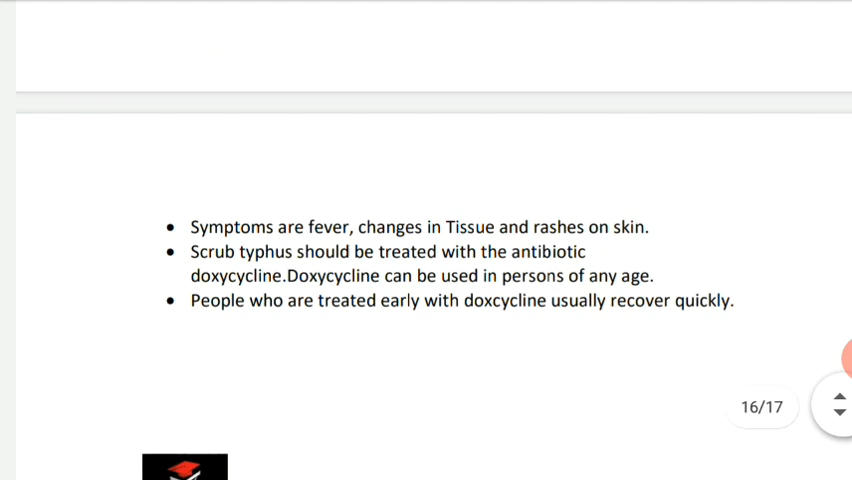 • Symptoms are fever, changes in Tissue and rashes on skin.
• Scrub typhus should be treated with the antibiotic
doxycycline.Doxycycline can be used in persons of any age.
• People who are treated early with doxcycline usually recover quickly.
16/17